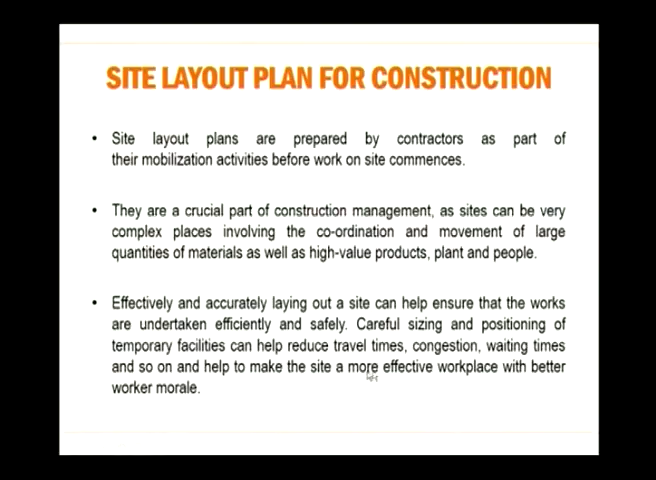 SITE LAYOUT PLAN FOR CONSTRUCTION
• Site layout plans are prepared by contractors as part of
their mobilization activities before work on site commences.
• They are a crucial part of construction management, as sites can be very
complex places involving the co-ordination and movement of large
quantities of materials as well as high-value products, plant and people.
• Effectively and accurately laying out a site can help ensure that the works
are undertaken efficiently and safely. Careful sizing and positioning of
temporary facilities can help reduce travel times, congestion, waiting times
and so on and help to make the site a more effective workplace with better
worker morale.